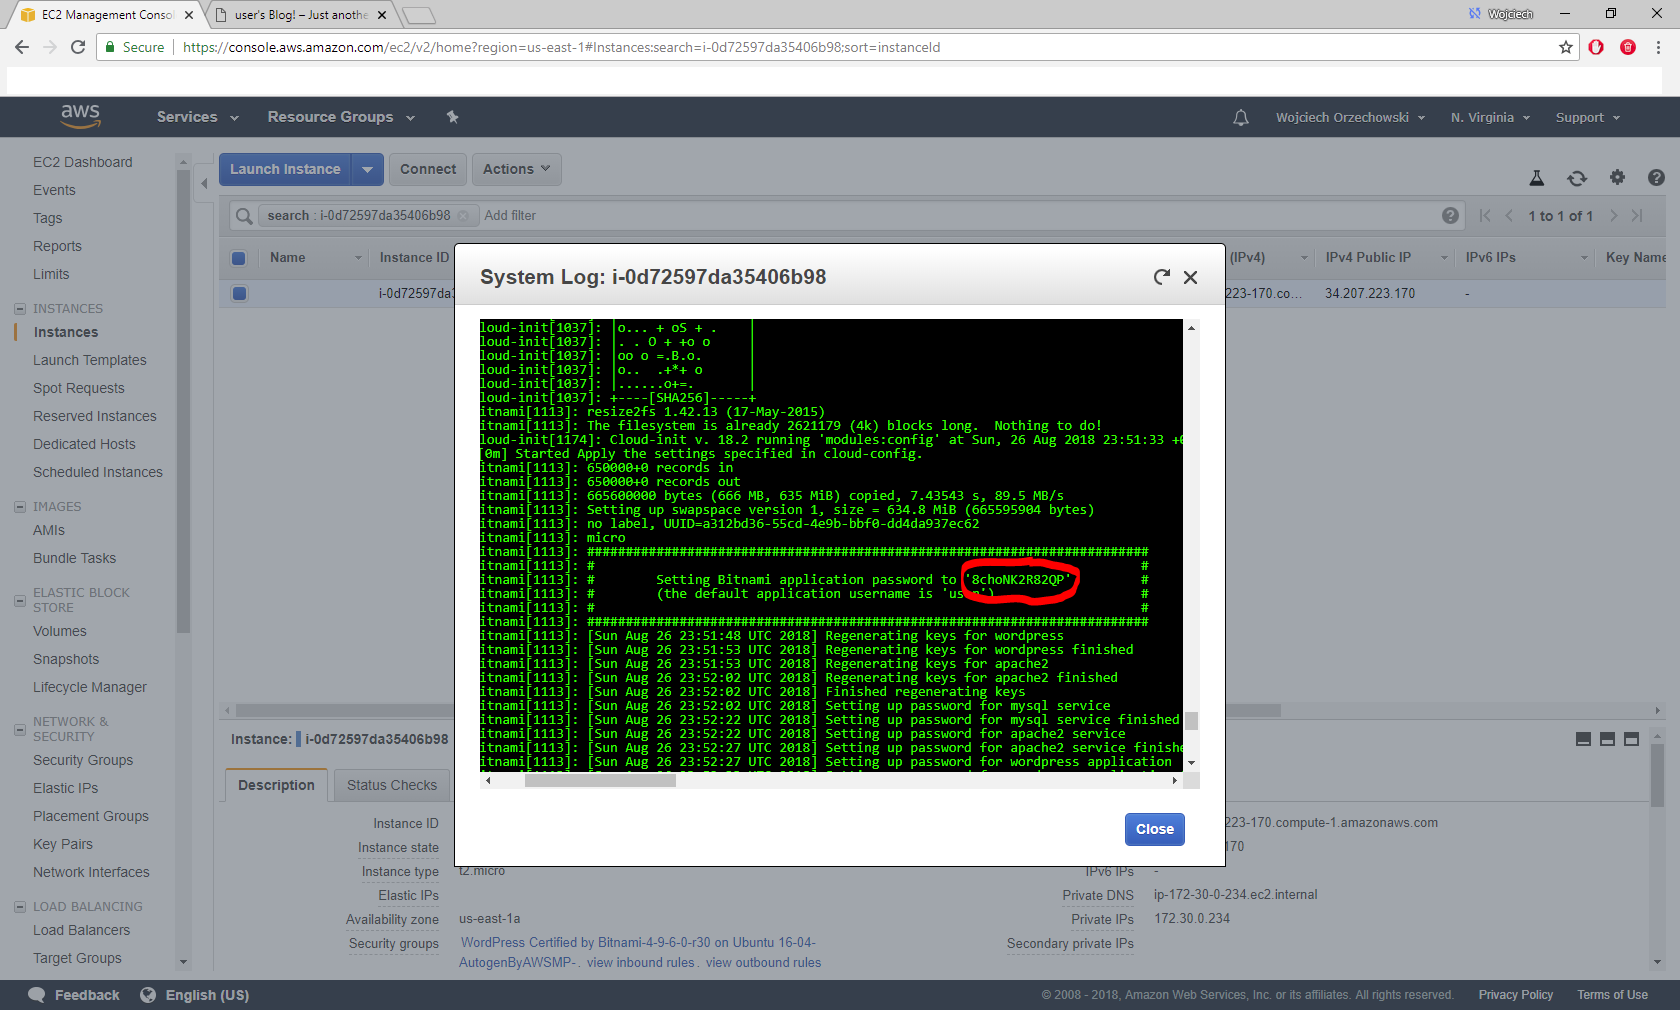 EC2 Management Conso
user's Blog! – Just anothe
Wojciech
Secure
https://console.aws.amazon.com/ec2/v2/home?region=us-east-1#Instances:search=i-0d72597da35406b98;sort=instanceId
aws
Services
Resource Groups
Wojciech Orzechowski
N. Virginia
Support
EC2 Dashboard
Events
Tags
Reports
Limits
INSTANCES
Instances
Launch Templates
Spot Requests
Reserved Instances
Dedicated Hosts
Scheduled Instances
IMAGES
AMIs
Bundle Tasks
ELASTIC BLOCK
STORE
Volumes
Snapshots
Lifecycle Manager
NETWORK &
SECURITY
Security Groups
Elastic IPs
Placement Groups
Key Pairs
Network Interfaces
LOAD BALANCING
Load Balancers
Target Groups
Launch Instance
Connect
Actions
search : i-0d72597da35406b98
Add filter
1 to 1 of 1
Name
Instance ID
(IPv4)
IPv4 Public IP
IPv6 IPs
Key Name
i-0d72597da3
223-170.co...
34.207.223.170
-
System Log: i-0d72597da35406b98
loud-init[1037]: |o... + oS + .    |
loud-init[1037]: |. . O + +o o     |
loud-init[1037]: |oo o =.B.o.      |
loud-init[1037]: |o..  .+*+ o      |
loud-init[1037]: |......o+=.       |
loud-init[1037]: +----[SHA256]-----+
itnami[1113]: resize2fs 1.42.13 (17-May-2015)
itnami[1113]: The filesystem is already 2621179 (4k) blocks long.  Nothing to do!
loud-init[1174]: Cloud-init v. 18.2 running 'modules:config' at Sun, 26 Aug 2018 23:51:33 +0
[0m] Started Apply the settings specified in cloud-config.
itnami[1113]: 650000+0 records in
itnami[1113]: 650000+0 records out
itnami[1113]: 665600000 bytes (666 MB, 635 MiB) copied, 7.43543 s, 89.5 MB/s
itnami[1113]: Setting up swapspace version 1, size = 634.8 MiB (665595904 bytes)
itnami[1113]: no label, UUID=a312bd36-55cd-4e9b-bbf0-dd4da937ec62
itnami[1113]: micro
itnami[1113]: #########################################################################
itnami[1113]: #                                                                       #
itnami[1113]: #        Setting Bitnami application password to '8choNK2R82QP'         #
itnami[1113]: #        (the default application username is 'user')                   #
itnami[1113]: #                                                                       #
itnami[1113]: #########################################################################
itnami[1113]: [Sun Aug 26 23:51:48 UTC 2018] Regenerating keys for wordpress
itnami[1113]: [Sun Aug 26 23:51:53 UTC 2018] Regenerating keys for wordpress finished
itnami[1113]: [Sun Aug 26 23:51:53 UTC 2018] Regenerating keys for apache2
itnami[1113]: [Sun Aug 26 23:52:02 UTC 2018] Regenerating keys for apache2 finished
itnami[1113]: [Sun Aug 26 23:52:02 UTC 2018] Finished regenerating keys
itnami[1113]: [Sun Aug 26 23:52:02 UTC 2018] Setting up password for mysql service
itnami[1113]: [Sun Aug 26 23:52:22 UTC 2018] Setting up password for mysql service finished
itnami[1113]: [Sun Aug 26 23:52:22 UTC 2018] Setting up password for apache2 service
itnami[1113]: [Sun Aug 26 23:52:27 UTC 2018] Setting up password for apache2 service finishe
itnami[1113]: [Sun Aug 26 23:52:27 UTC 2018] Setting up password for wordpress application
Close
Instance: i-0d72597da35406b98
Description
Status Checks
Instance ID
223-170.compute-1.amazonaws.com
Instance state
170
Instance type
t2.micro
IPv6 IPs
-
Elastic IPs
Private DNS
ip-172-30-0-234.ec2.internal
Availability zone
us-east-1a
Private IPs
172.30.0.234
Security groups
WordPress Certified by Bitnami-4-9-6-0-r30 on Ubuntu 16-04-
AutogenByAWSMP-. view inbound rules. view outbound rules
Secondary private IPs
Feedback
English (US)
© 2008 - 2018, Amazon Web Services, Inc. or its affiliates. All rights reserved.
Privacy Policy
Terms of Use